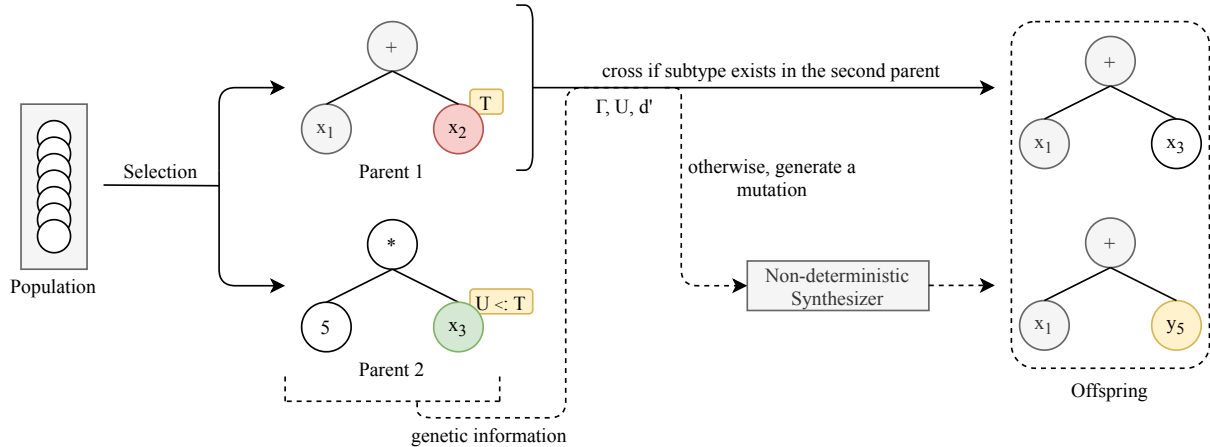 Population
Selection
+
x1
x2
T
Parent 1
*
5
x3
U <: T
Parent 2
genetic information
cross if subtype exists in the second parent
Γ, U, d'
otherwise, generate a
mutation
Non-deterministic
Synthesizer
+
x1
x3
+
x1
y5
Offspring